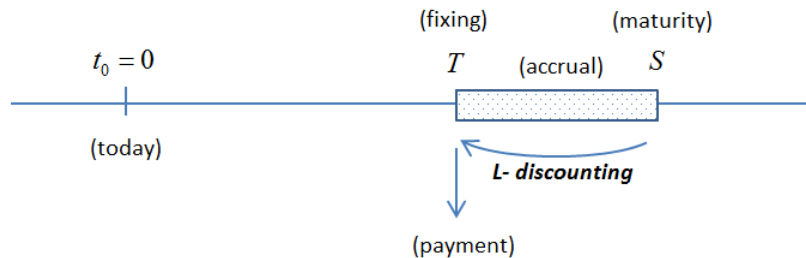 (fixing) (maturity)
t₀ = 0 T (accrual) S
(today)
L- discounting
(payment)